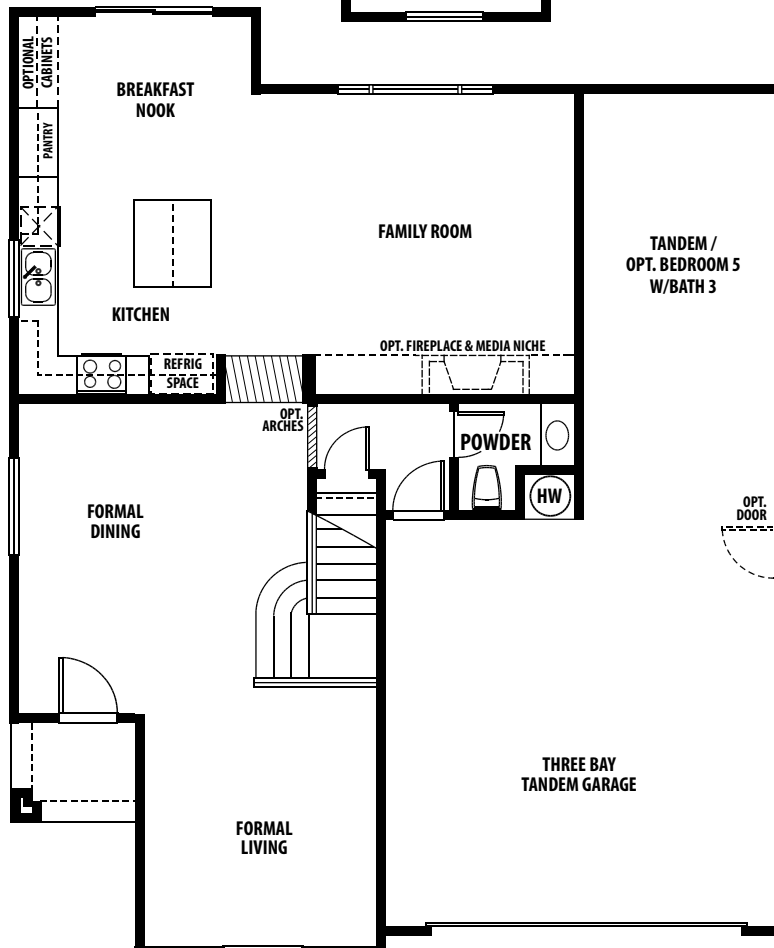 OPTIONAL
CABINETS
BREAKFAST
NOOK
PANTRY
FAMILY ROOM
TANDEM /
OPT. BEDROOM 5
W/BATH 3
KITCHEN
OPT. FIREPLACE & MEDIA NICHE
REFRIG
SPACE
OPT.
ARCHES
POWDER
HW
FORMAL
DINING
OPT.
DOOR
THREE BAY
TANDEM GARAGE
FORMAL
LIVING